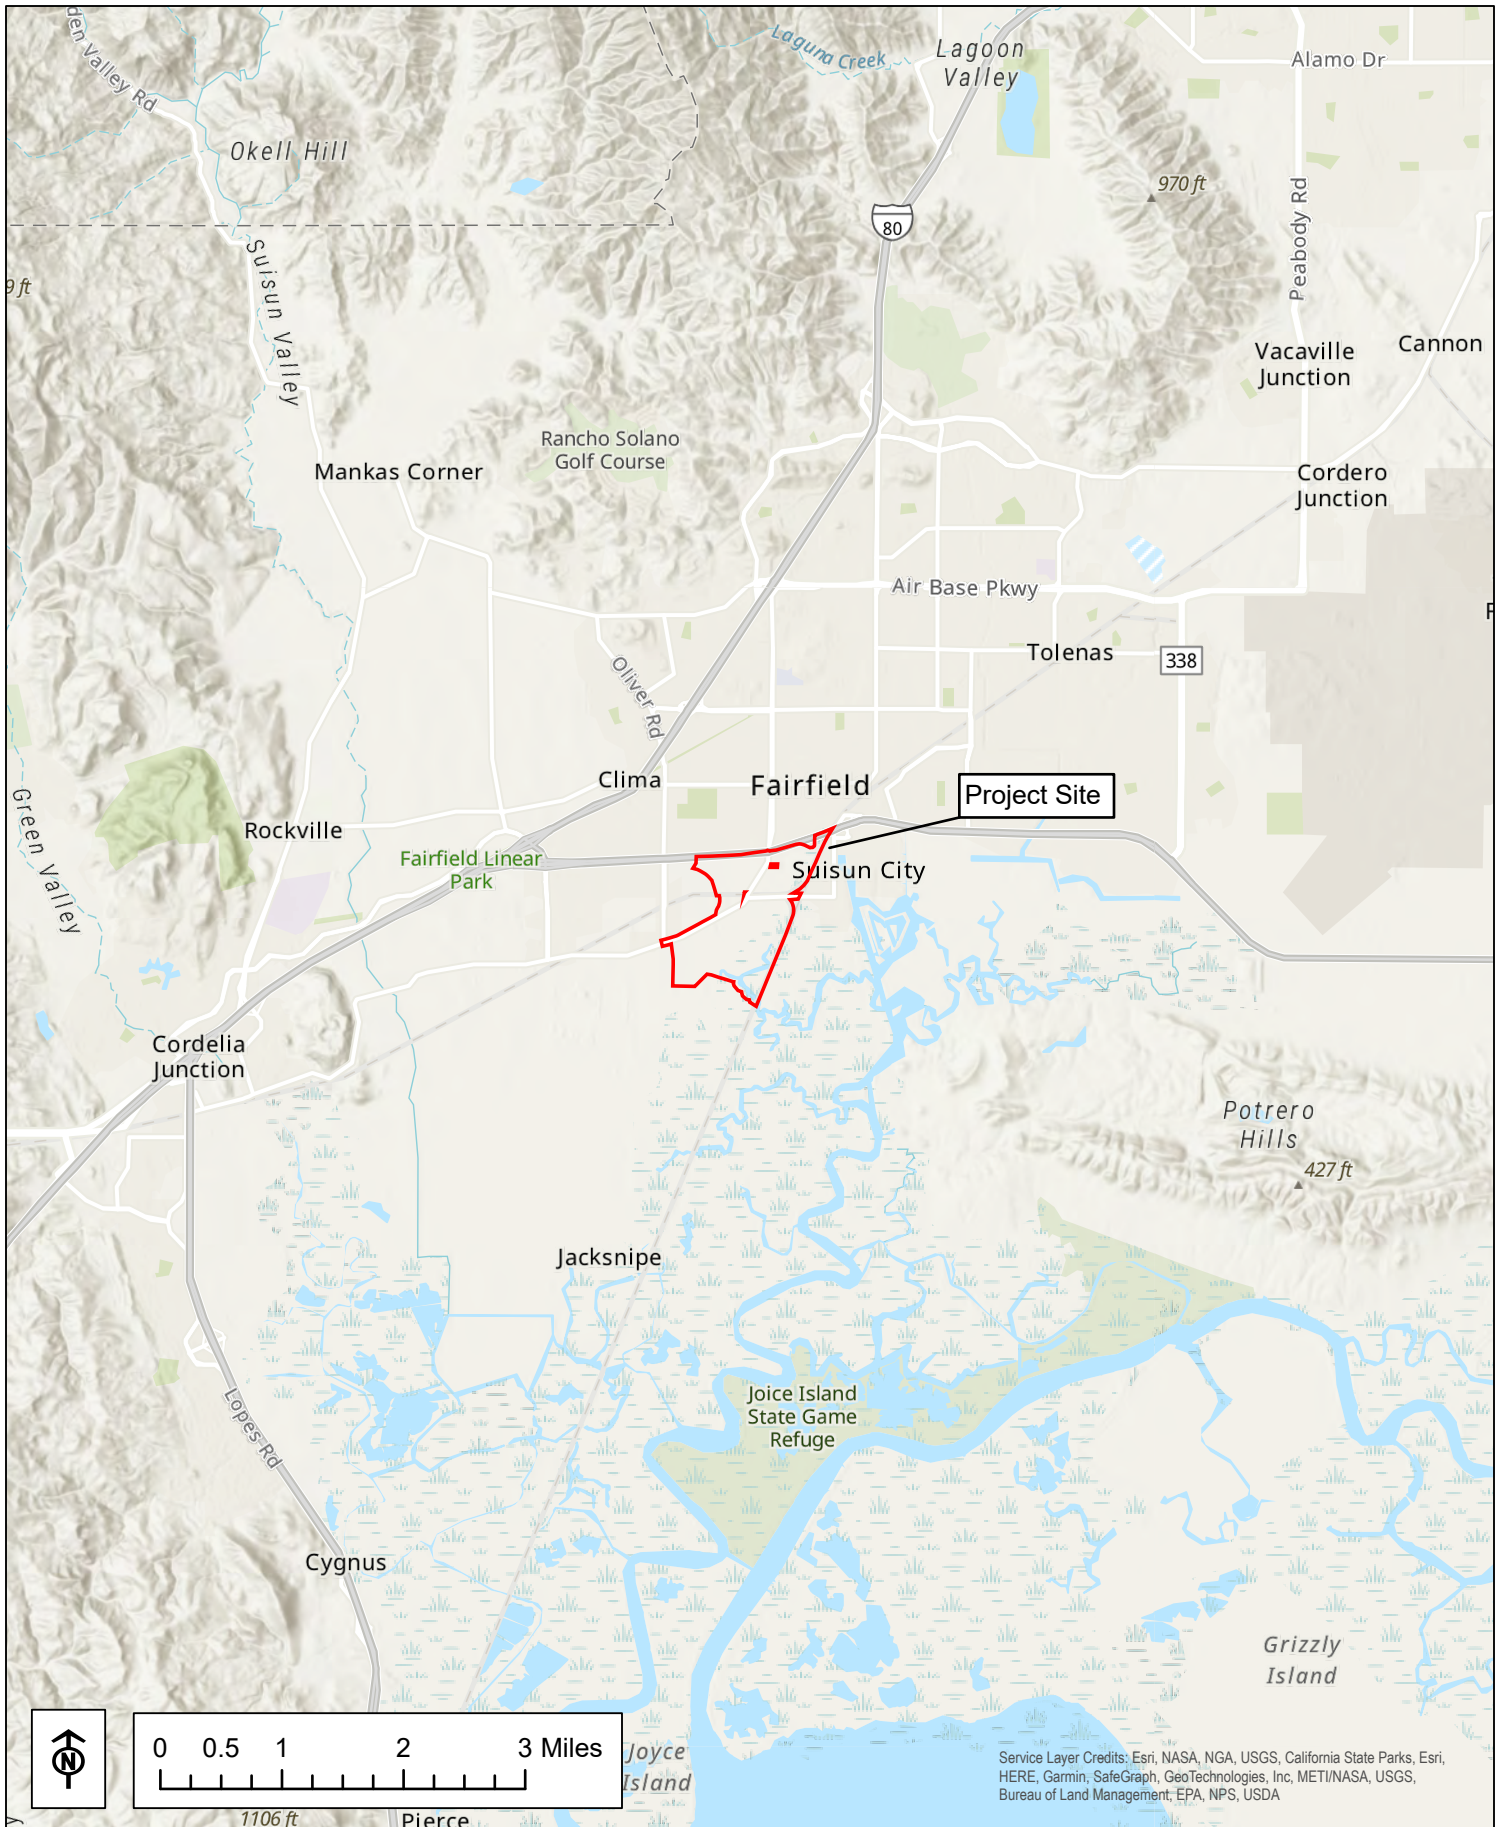 Laguna Creek
Lagoon
Valley
Alamo Dr
den Valley Rd
Okell Hill
970 ft
80
Peabody Rd
Suisun Valley
9 ft
Vacaville
Junction
Cannon
Rancho Solano
Golf Course
Mankas Corner
Cordero
Junction
Air Base Pkwy
F
Tolenas
338
Oliver Rd
Clima
Fairfield
Project Site
Green Valley
Rockville
Fairfield Linear
Park
Suisun City
Cordelia
Junction
Potrero
Hills
427 ft
Jacksnipe
Joice Island
State Game
Refuge
Lopes Rd
Cygnus
Grizzly
Island
N
0 0.5 1 2 3 Miles
Joyce
Island
Service Layer Credits: Esri, NASA, NGA, USGS, California State Parks, Esri,
HERE, Garmin, SafeGraph, GeoTechnologies, Inc, METI/NASA, USGS,
Bureau of Land Management, EPA, NPS, USDA
1106 ft
Pierce
y